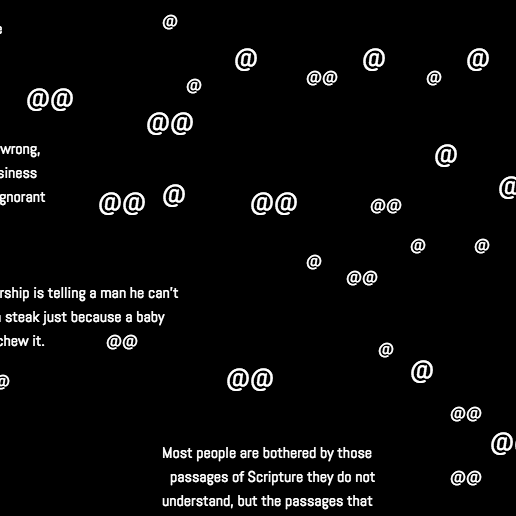 e
@
@ @ @
@@ @
@
@@
@@
wrong,
@
siness
gnorant
@
@@ @ @@ @@
@ @
@
@@
rship is telling a man he can't
steak just because a baby
chew it. @@
@
@
@@
@
@@
@
Most people are bothered by those
passages of Scripture they do not
@@
understand, but the passages that